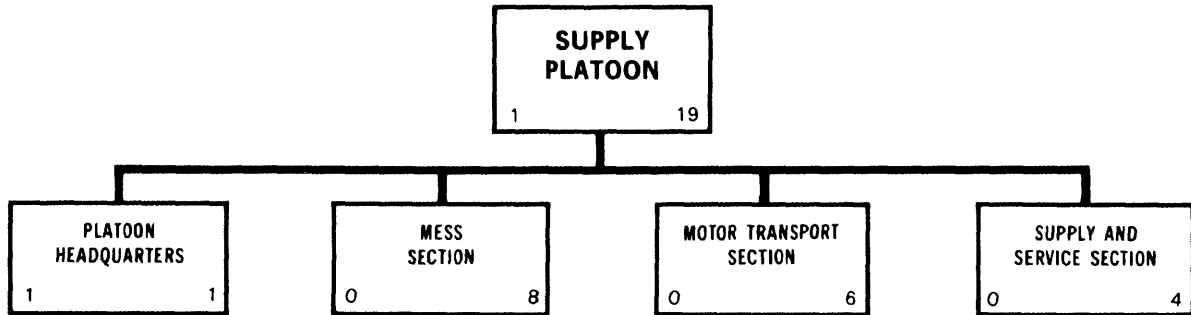 SUPPLY
PLATOON
1 19
PLATOON
HEADQUARTERS
1 1
MESS
SECTION
0 8
MOTOR TRANSPORT
SECTION
0 6
SUPPLY AND
SERVICE SECTION
0 4